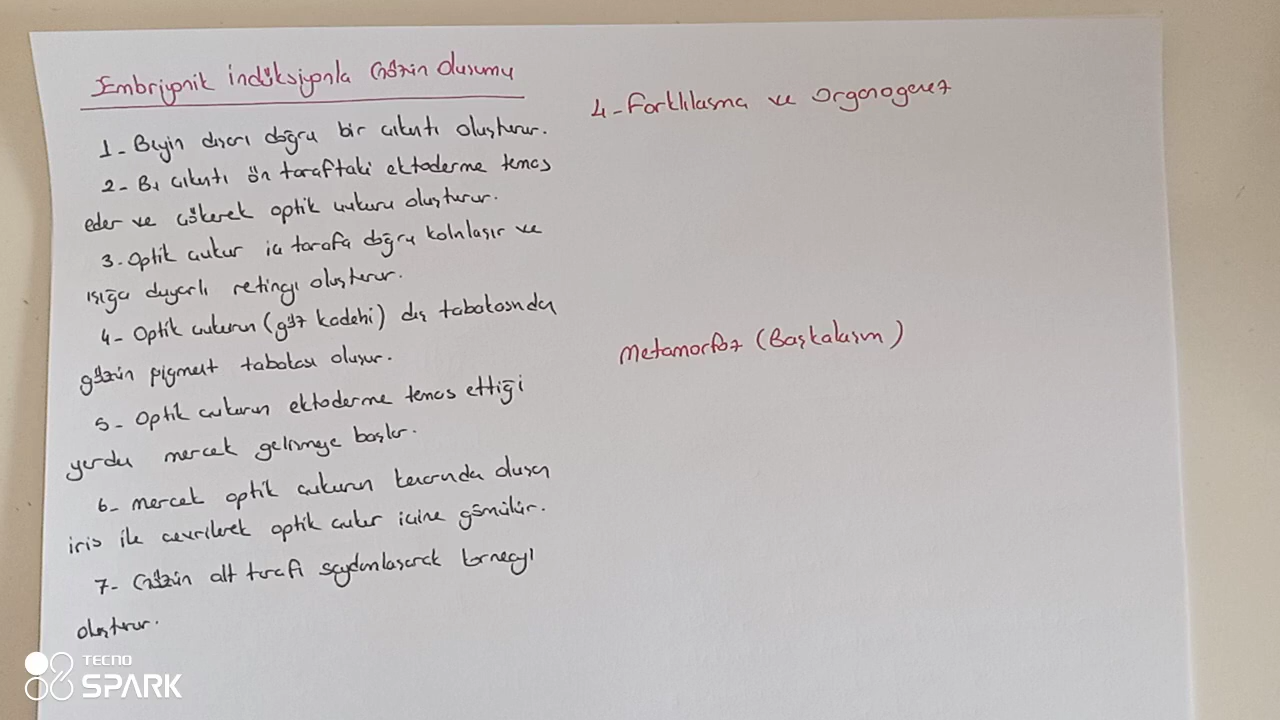 Embriyonik indüksiyonla Gözün Oluşumu
1- Beyin dışarı doğru bir çıkıntı oluşturur.
2- Bu çıkıntı ön taraftaki ektoderme temas
eder ve çökerek optik çukuru oluşturur.
3- Optik çukur iç tarafa doğru kalınlaşır ve
ışığa duyarlı retinayı oluşturur.
4- Optik çukurun (göz kadehi) dış tabakasında
gözün pigment tabakası oluşur.
5- Optik çukurun ektoderme temas ettiği
yerde mercek gelişmeye başlar.
6- mercek optik çukurun kenarında oluşan
iris ile çevrilerek optik çukur içine gömülür.
7- Gözün alt tarafı saydamlaşarak korneayı
oluşturur.
4- Farklılaşma ve Organogenez
Metamorfoz (Başkalaşım)
TECNO
SPARK